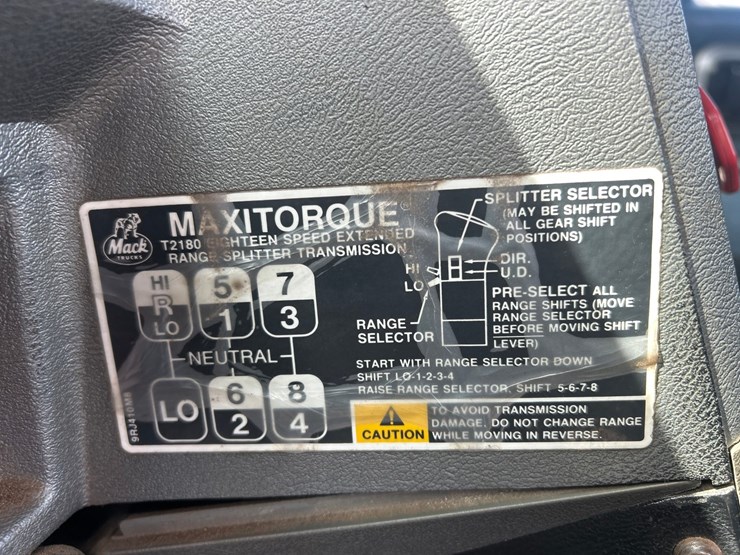 MAXITORQUE®
T2180 EIGHTEEN SPEED EXTENDED
RANGE SPLITTER TRANSMISSION
Mack
TRUCKS
HI
R
LO
5
1
7
3
NEUTRAL
LO
6
2
8
4
9RJ410M
SPLITTER SELECTOR
(MAY BE SHIFTED IN
ALL GEAR SHIFT
POSITIONS)
DIR.
U.D.
HI
LO
RANGE
SELECTOR
PRE-SELECT ALL
RANGE SHIFTS (MOVE
RANGE SELECTOR
BEFORE MOVING SHIFT
LEVER)
START WITH RANGE SELECTOR DOWN
SHIFT LO-1-2-3-4
RAISE RANGE SELECTOR, SHIFT 5-6-7-8
CAUTION
TO AVOID TRANSMISSION
DAMAGE, DO NOT CHANGE RANGE
WHILE MOVING IN REVERSE.